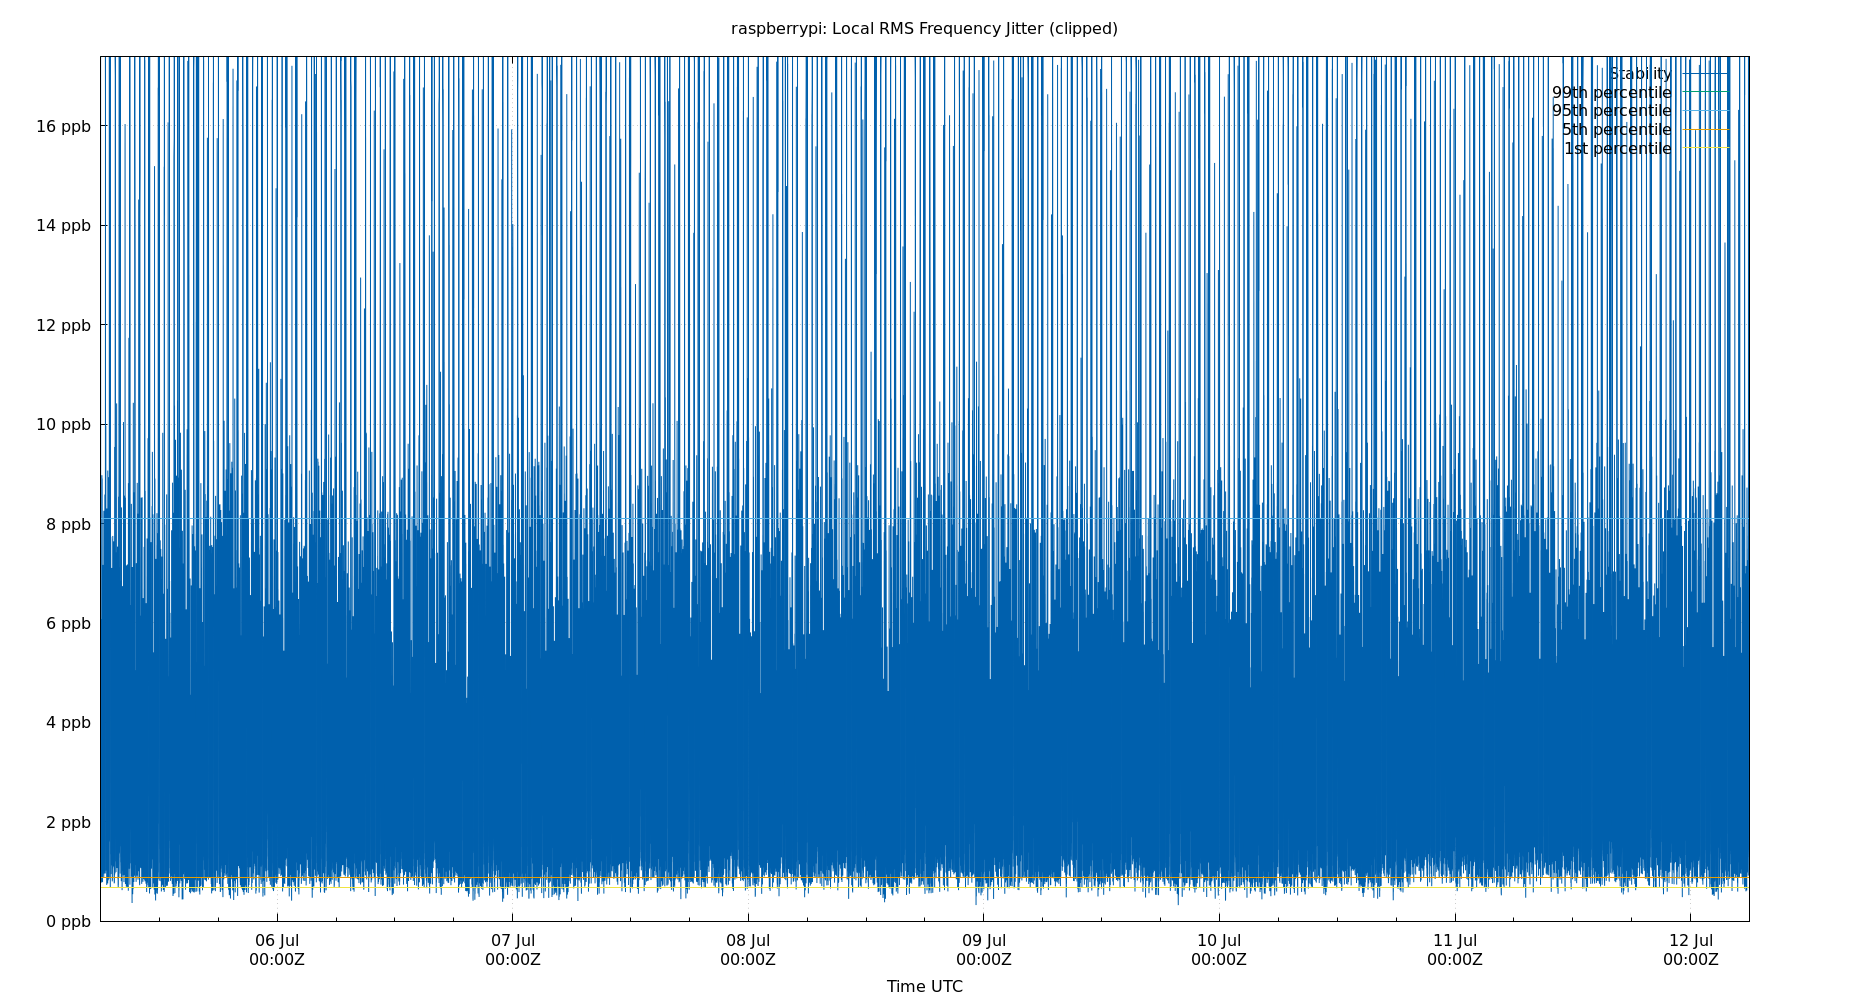 raspberrypi: Local RMS Frequency Jitter (clipped)
Stability
99th percentile
95th percentile
5th percentile
1st percentile
16 ppb
14 ppb
12 ppb
10 ppb
8 ppb
6 ppb
4 ppb
2 ppb
0 ppb
06 Jul 07 Jul 08 Jul 09 Jul 10 Jul 11 Jul 12 Jul
00:00Z 00:00Z 00:00Z 00:00Z 00:00Z 00:00Z 00:00Z
Time UTC